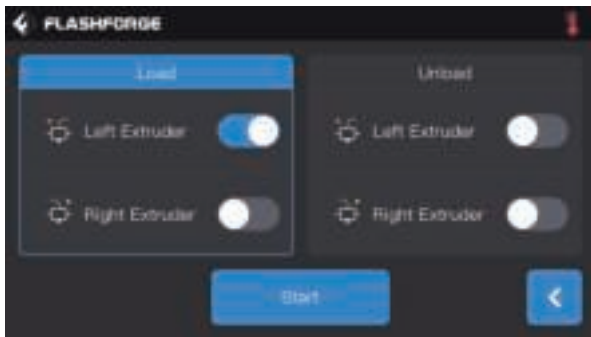 FLASHFORGE
Load
Unload
Left Extruder
Left Extruder
Right Extruder
Right Extruder
Start